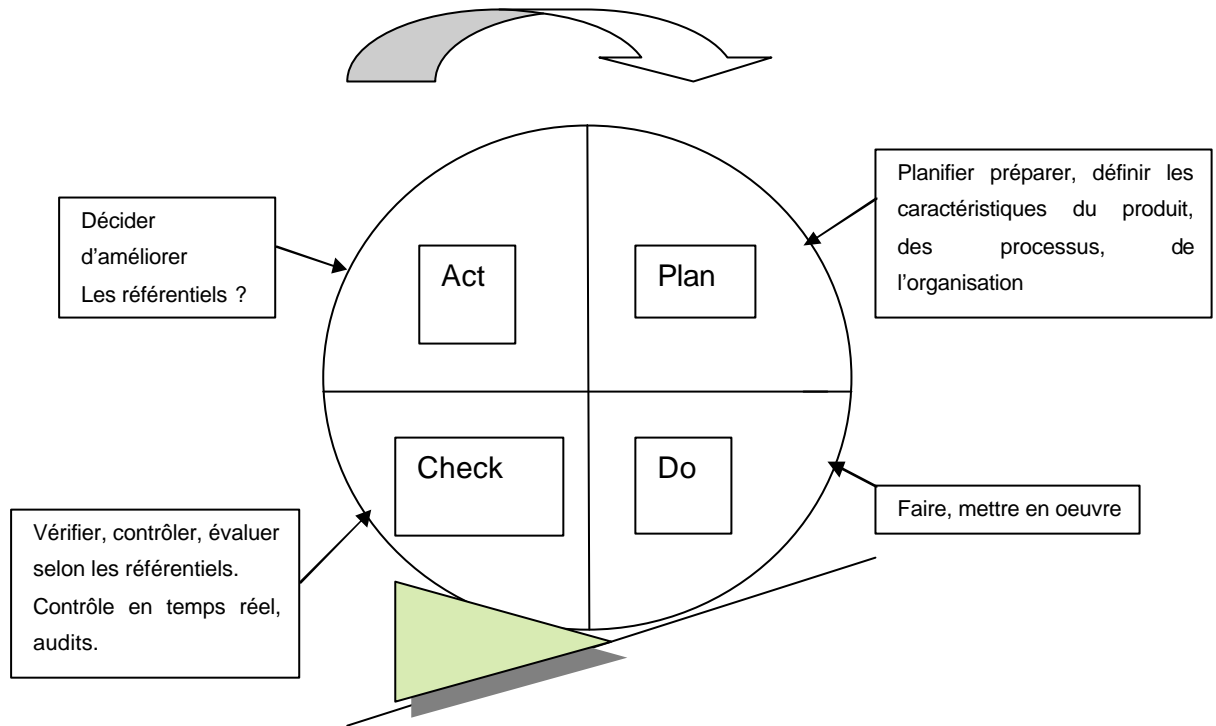 Décider
d'améliorer
Les référentiels ?
Act
Plan
Planifier préparer, définir les
caractéristiques du produit,
des processus, de
l'organisation
Check
Do
Vérifier, contrôler, évaluer
selon les référentiels.
Contrôle en temps réel,
audits.
Faire, mettre en oeuvre